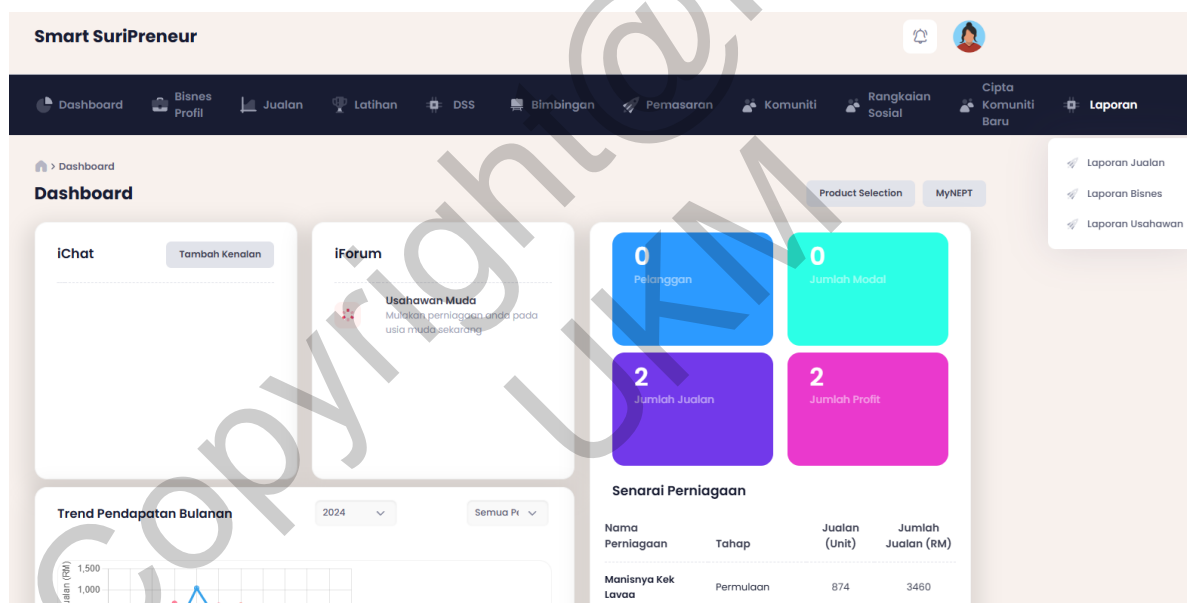 Smart SuriPreneur
Dashboard
Bisnes
Profil
Jualan
Latihan
DSS
Bimbingan
Pemasaran
Komuniti
Rangkaian
Sosial
Cipta
Komuniti
Baru
Laporan
Laporan Jualan
Laporan Bisnes
Laporan Usahawan
> Dashboard
Dashboard
Product Selection
MyNEPT
iChat
Tambah Kenalan
iForum
Usahawan Muda
Mulakan perniagaan anda pada
usia muda sekarang
0
Pelanggan
0
Jumlah Modal
2
Jumlah Jualan
2
Jumlah Profit
Trend Pendapatan Bulanan
2024
Semua Pe
1,500
1,000
Senarai Perniagaan
Nama
Perniagaan
Tahap
Jualan
(Unit)
Jumlah
Jualan (RM)
Manisnya Kek
Lavaa
Permulaan
874
3460
Copyright@
UKM